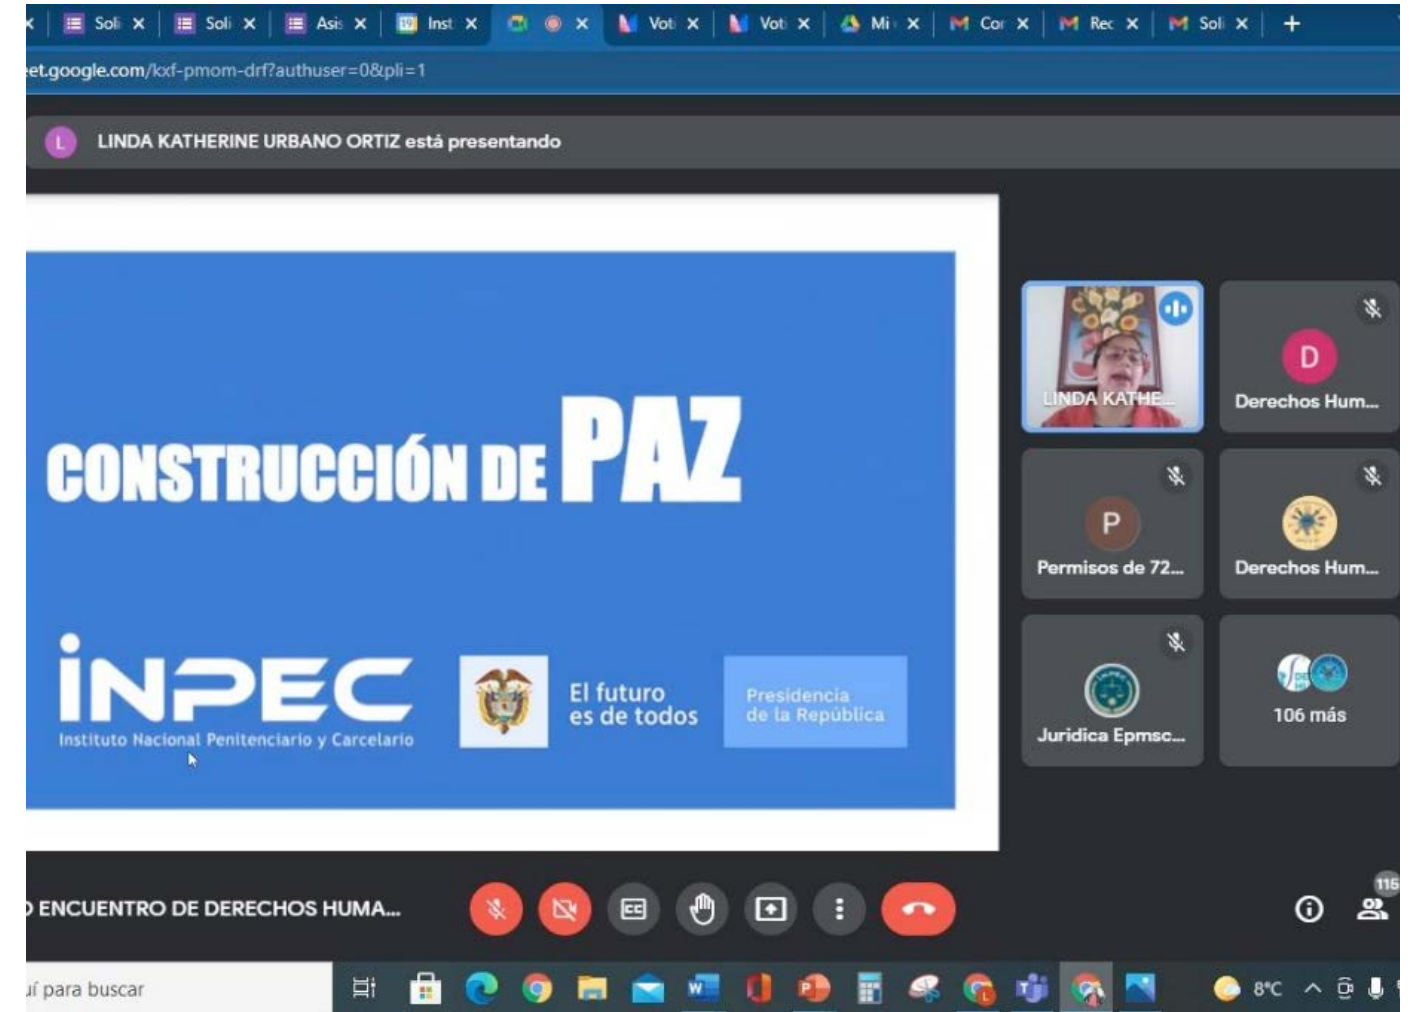 Soli
Soli
Asis
Inst
Voti
Voti
Mi
Cor
Rec
Soli
et.google.com/kxf-pmom-drf?authuser=0&pli=1
L
LINDA KATHERINE URBANO ORTIZ está presentando
CONSTRUCCIÓN DE PAZ
INPEC
Instituto Nacional Penitenciario y Carcelario
El futuro
es de todos
Presidencia
de la República
LINDA KATHE...
D
Derechos Hum...
P
Permisos de 72...
Derechos Hum...
Juridica Epmsc...
106 más
O ENCUENTRO DE DERECHOS HUMA...
CC
115
uí para buscar
8°C